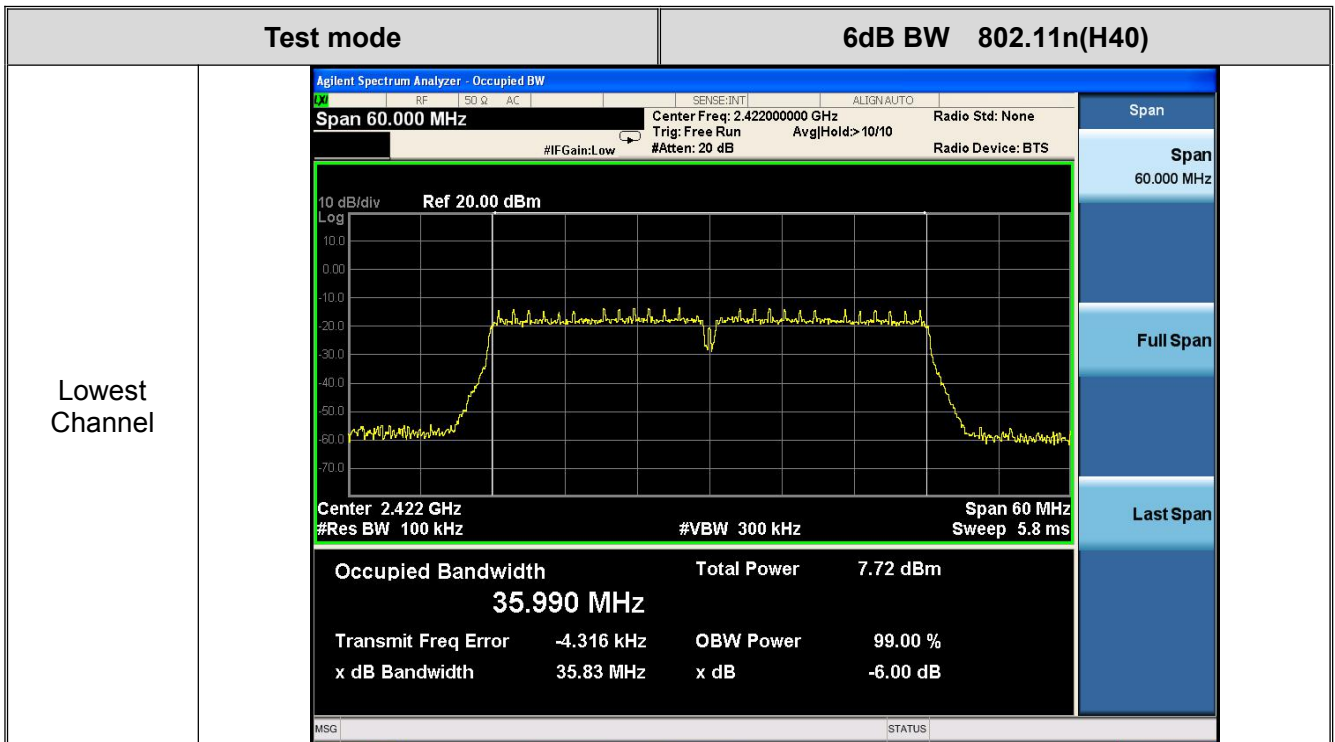 Test mode
6dB BW 802.11n(H40)
Lowest
Channel
Agilent Spectrum Analyzer - Occupied BW
LXI RF 50 Ω AC SENSE:INT ALIGN AUTO
Span 60.000 MHz
Center Freq: 2.422000000 GHz
Radio Std: None
Trig: Free Run Avg|Hold:> 10/10
#IFGain:Low
#Atten: 20 dB
Radio Device: BTS
10 dB/div Ref 20.00 dBm
Log
10.0
0.00
-10.0
-20.0
-30.0
-40.0
-50.0
-60.0
-70.0
Center 2.422 GHz Span 60 MHz
#Res BW 100 kHz #VBW 300 kHz Sweep 5.8 ms
Occupied Bandwidth Total Power 7.72 dBm
35.990 MHz
Transmit Freq Error -4.316 kHz OBW Power 99.00 %
x dB Bandwidth 35.83 MHz x dB -6.00 dB
MSG STATUS
Span
Span
60.000 MHz
Full Span
Last Span